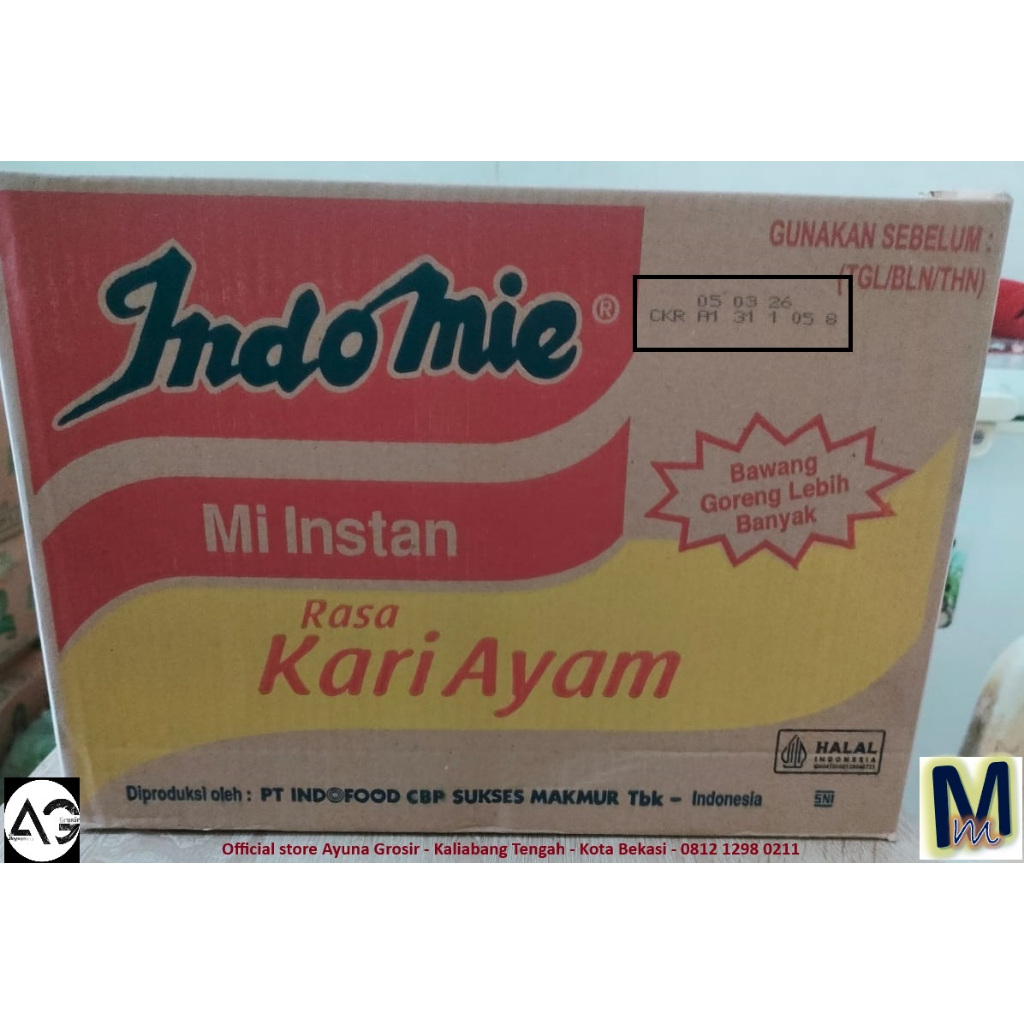 GUNAKAN SEBELUM :
(TGL/BLN/THN)
05 03 26
CKR A1 31 1 05 8
Indomie ®
Bawang
Goreng Lebih
Banyak
Mi Instan
Rasa
Kari Ayam
HALAL
INDONESIA
Diproduksi oleh : PT INDOFOOD CBP SUKSES MAKMUR Tbk – Indonesia
SNI
AG
Mm
Official store Ayuna Grosir - Kaliabang Tengah - Kota Bekasi - 0812 1298 0211